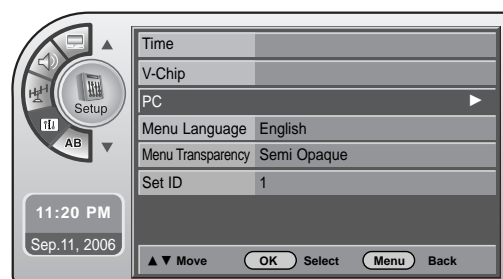 Time
V-Chip
PC
Menu Language English
Menu Transparency Semi Opaque
Set ID 1
Setup
AB
11:20 PM
Sep.11, 2006
▲ ▼ Move OK Select Menu Back